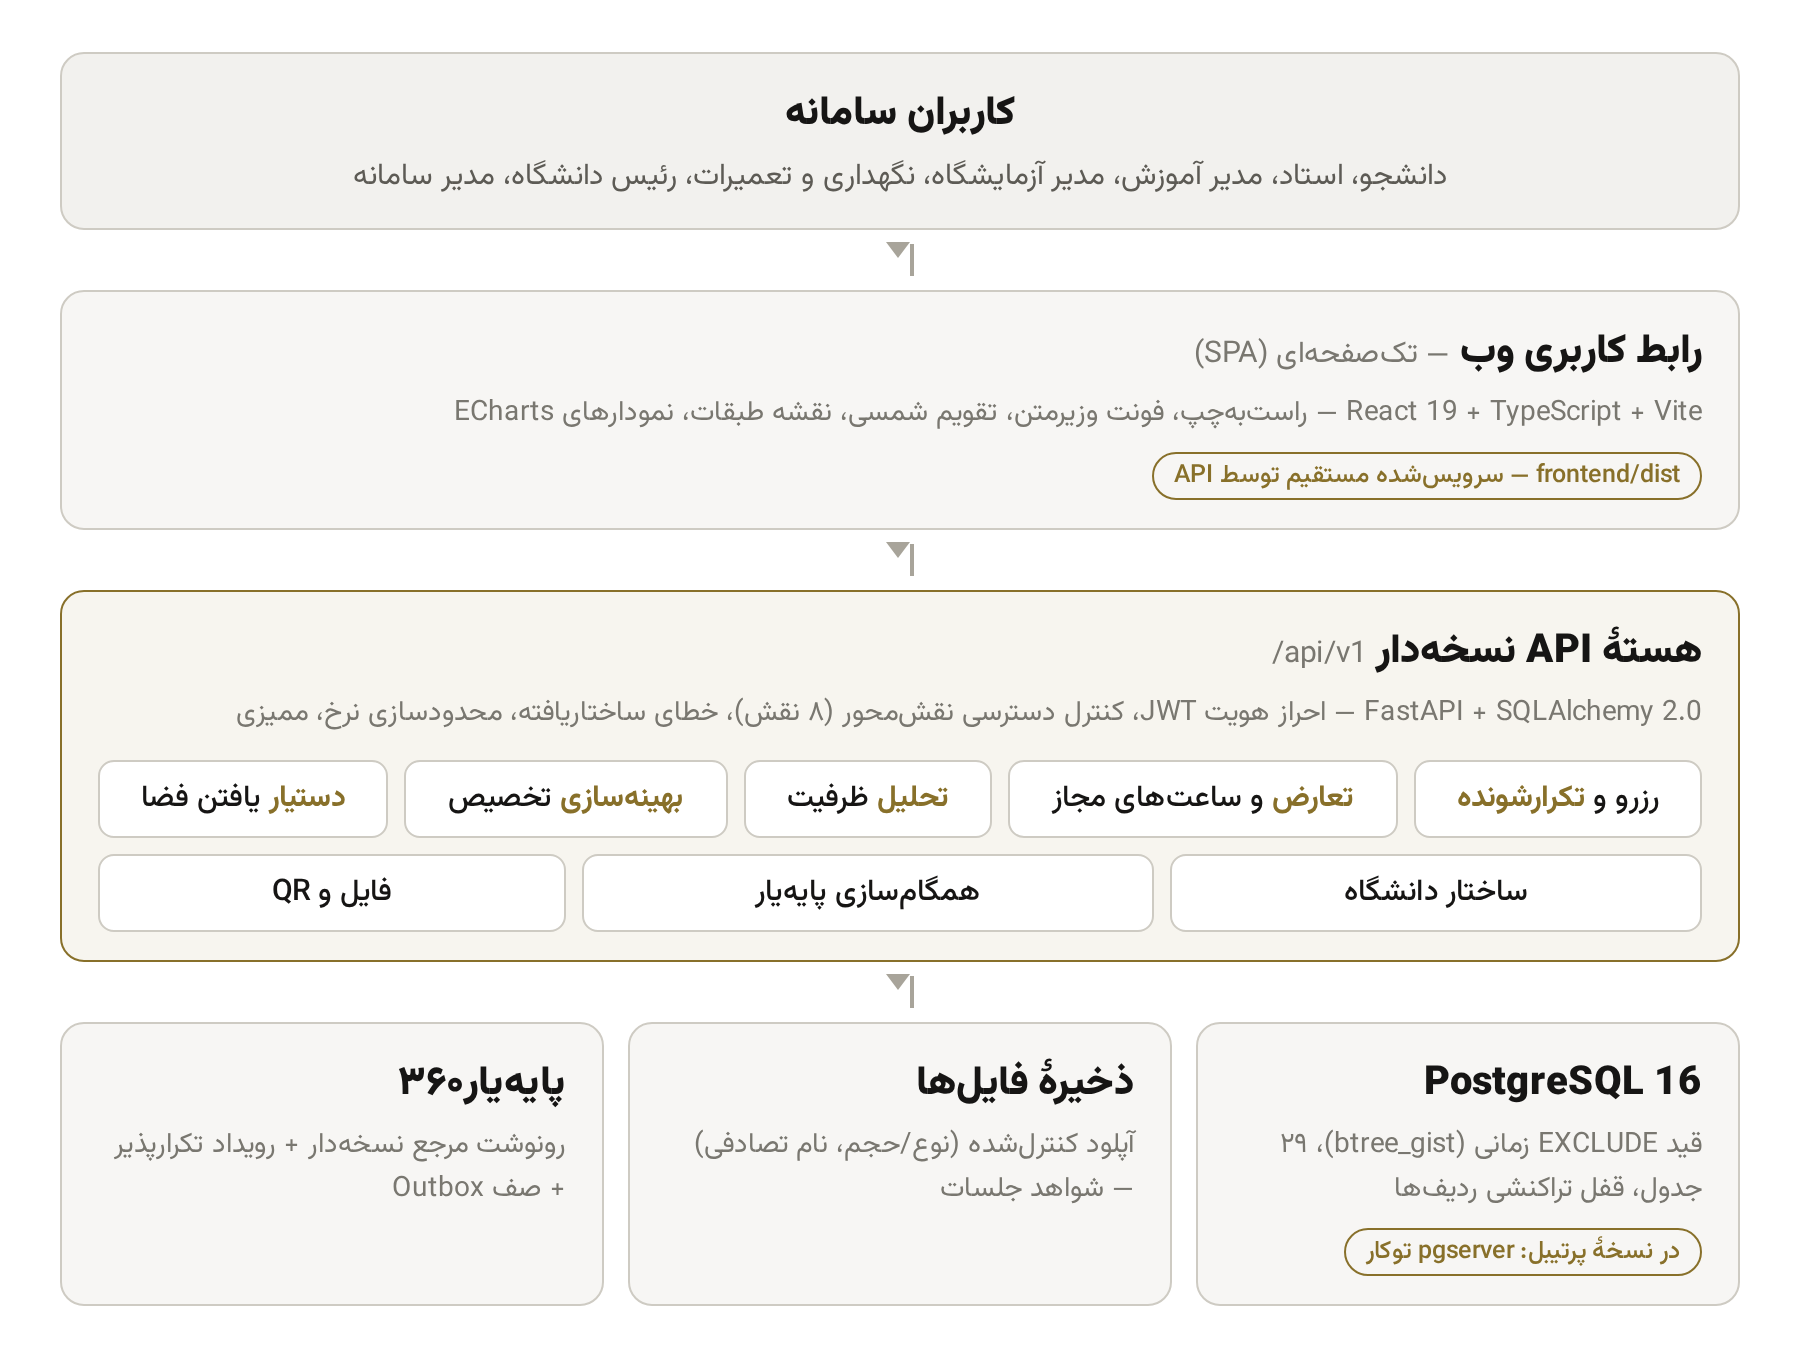 کاربران سامانه
دانشجو، استاد، مدیر آموزش، مدیر آزمایشگاه، نگهداری و تعمیرات، رئیس دانشگاه، مدیر سامانه
رابط کاربری وب — تک‌صفحه‌ای (SPA)
React 19 + TypeScript + Vite — راست‌به‌چپ، فونت وزیرمتن، تقویم شمسی، نقشه طبقات، نمودارهای ECharts
frontend/dist — سرویس‌شده مستقیم توسط API
هستهٔ API نسخه‌دار /api/v1
FastAPI + SQLAlchemy 2.0 — احراز هویت JWT، کنترل دسترسی نقش‌محور (۸ نقش)، خطای ساختاریافته، محدودسازی نرخ، ممیزی
رزرو و تکرارشونده
تعارض و ساعت‌های مجاز
تحلیل ظرفیت
بهینه‌سازی تخصیص
دستیار یافتن فضا
ساختار دانشگاه
همگام‌سازی پایه‌یار
فایل و QR
PostgreSQL 16
قید EXCLUDE زمانی (btree_gist)، ۲۹
جدول، قفل تراکنشی ردیف‌ها
در نسخهٔ پرتیبل: pgserver توکار
ذخیرهٔ فایل‌ها
آپلود کنترل‌شده (نوع/حجم، نام تصادفی)
— شواهد جلسات
پایه‌یار۳۶۰
رونوشت مرجع نسخه‌دار + رویداد تکرارپذیر
+ صف Outbox